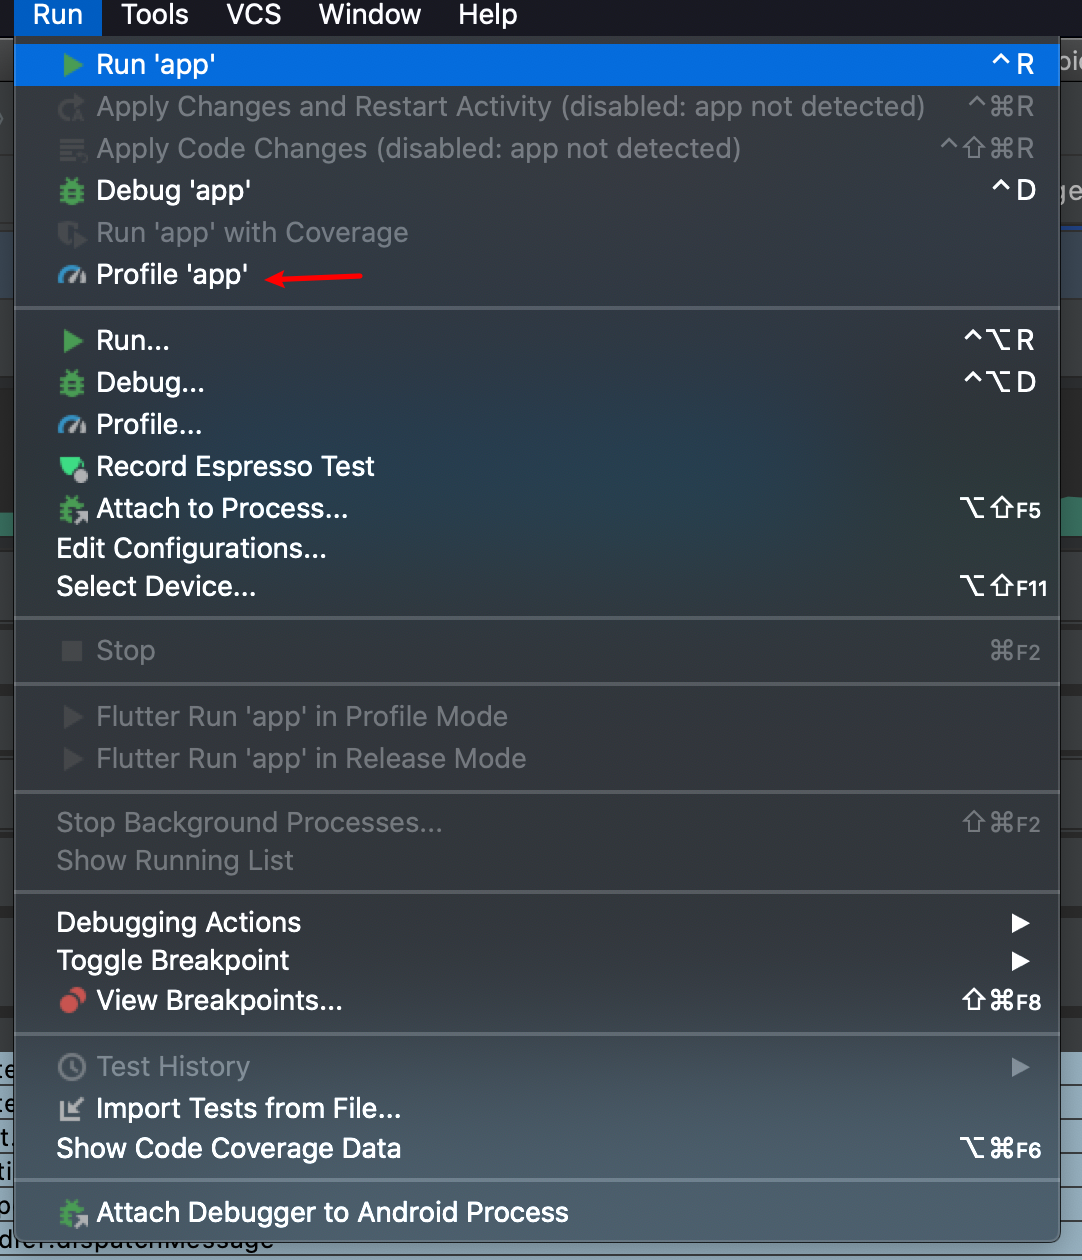 Run Tools VCS Window Help
Run 'app' ^ R
Apply Changes and Restart Activity (disabled: app not detected) ^⌘R
Apply Code Changes (disabled: app not detected) ^⇧⌘R
Debug 'app' ^ D
Run 'app' with Coverage
Profile 'app'
Run... ^⌥R
Debug... ^⌥D
Profile...
Record Espresso Test
Attach to Process... ⌥⇧F5
Edit Configurations...
Select Device... ⌥⇧F11
Stop ⌘F2
Flutter Run 'app' in Profile Mode
Flutter Run 'app' in Release Mode
Stop Background Processes... ⇧⌘F2
Show Running List
Debugging Actions
Toggle Breakpoint
View Breakpoints... ⇧⌘F8
Test History
Import Tests from File...
Show Code Coverage Data ⌥⌘F6
Attach Debugger to Android Process